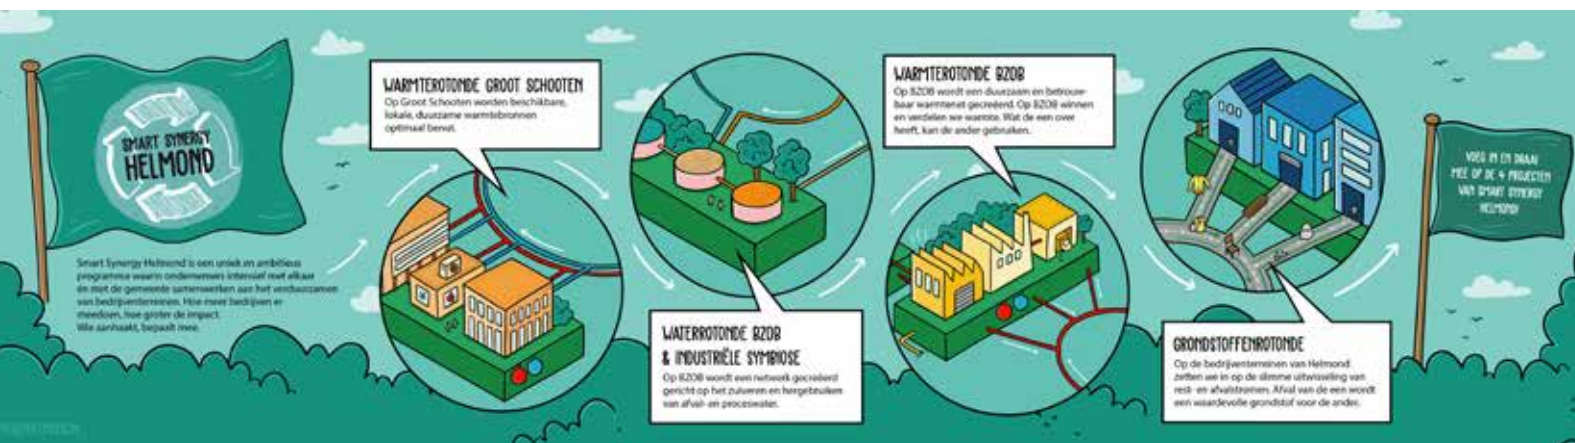 SMART SYNERGY
HELMOND
Smart Synergy Helmond is een uniek en ambitieus
programma waarin ondernemers intensief met elkaar
en met de gemeente samenwerken aan het verduurzamen
van bedrijventerreinen. Hoe meer bedrijven er
meedoen, hoe groter de impact.
Wie aanhaakt, bepaalt mee.
WARMTEROTONDE GROOT SCHOOTEN
Op Groot Schooten worden beschikbare,
lokale, duurzame warmtebronnen
optimaal benut.
WATERROTONDE BZOB
& INDUSTRIËLE SYMBIOSE
Op BZOB wordt een netwerk gecreëerd
gericht op het zuiveren en hergebruiken
van afval- en proceswater.
WARMTEROTONDE BZOB
Op BZOB wordt een duurzaam en betrouw-
baar warmtenet gecreëerd. Op BZOB winnen
en verdelen we warmte. Wat de een over
heeft, kan de ander gebruiken.
GRONDSTOFFENROTONDE
Op de bedrijventerreinen van Helmond
zetten we in op de slimme uitwisseling van
rest- en afvalstromen. Afval van de een wordt
een waardevolle grondstof voor de ander.
VOEG IN EN DRAAI
MEE OP DE 4 PROJECTEN
VAN SMART SYNERGY
HELMOND!